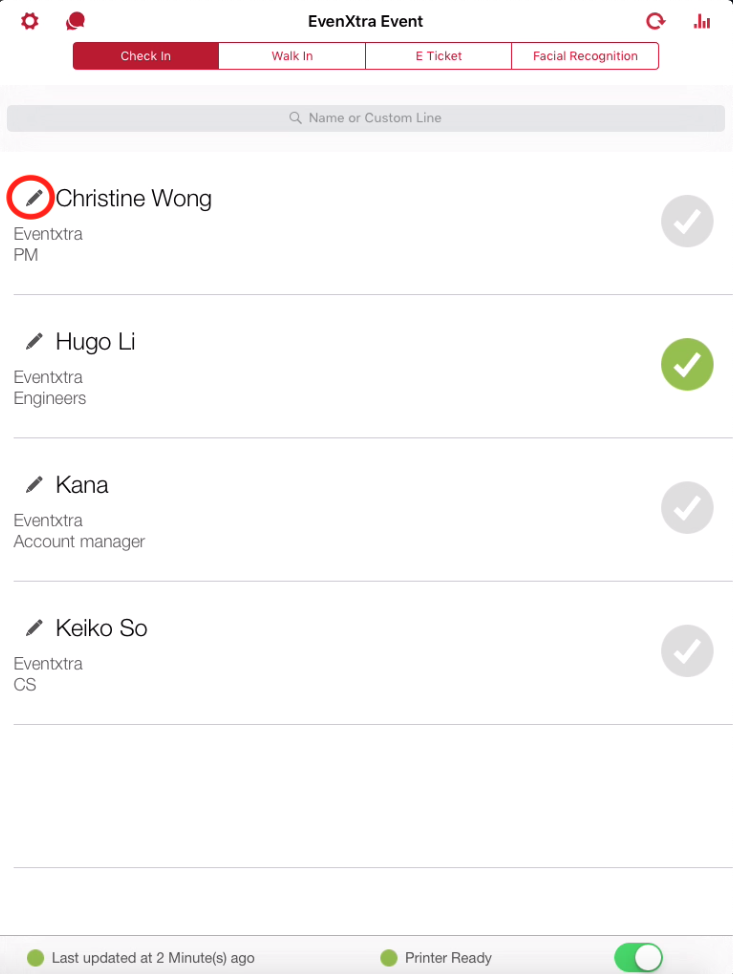 EvenXtra Event
Check In
Walk In
E Ticket
Facial Recognition
Name or Custom Line
Christine Wong
Eventxtra
PM
Hugo Li
Eventxtra
Engineers
Kana
Eventxtra
Account manager
Keiko So
Eventxtra
CS
Last updated at 2 Minute(s) ago
Printer Ready